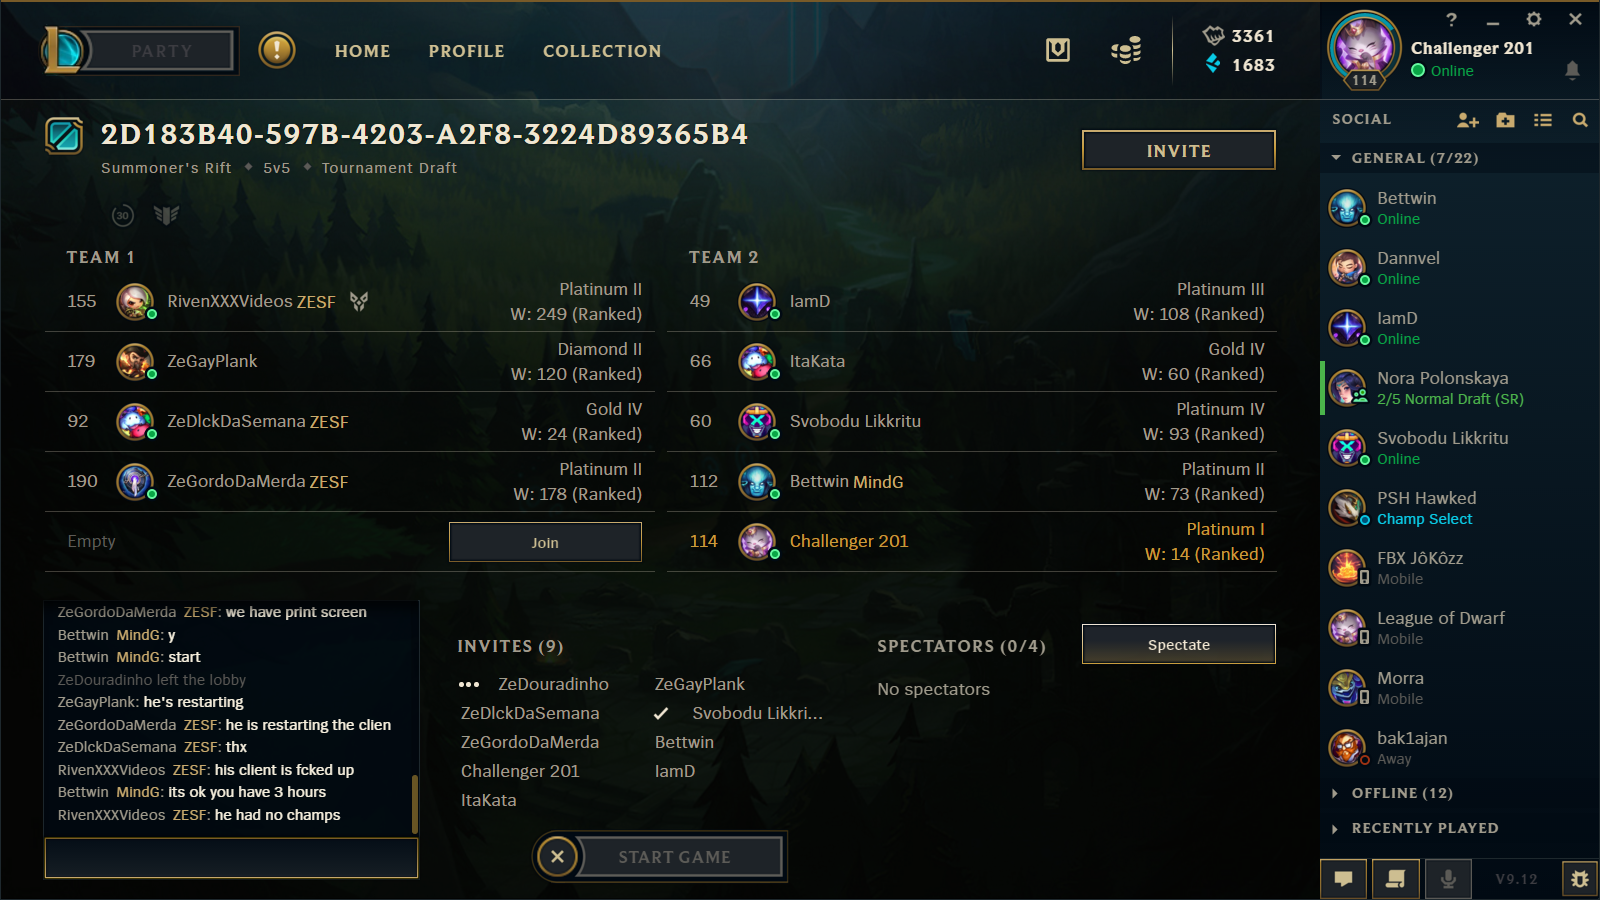 PARTY
HOME
PROFILE
COLLECTION
3361
1683
?
Challenger 201
Online
114
2D183B40-597B-4203-A2F8-3224D89365B4
Summoner's Rift ◆ 5v5 ◆ Tournament Draft
INVITE
30
TEAM 1
155 RivenXXXVideos ZESF Platinum II
W: 249 (Ranked)
179 ZeGayPlank Diamond II
W: 120 (Ranked)
92 ZeDlckDaSemana ZESF Gold IV
W: 24 (Ranked)
190 ZeGordoDaMerda ZESF Platinum II
W: 178 (Ranked)
Empty Join
TEAM 2
49 IamD Platinum III
W: 108 (Ranked)
66 ItaKata Gold IV
W: 60 (Ranked)
60 Svobodu Likkritu Platinum IV
W: 93 (Ranked)
112 Bettwin MindG Platinum II
W: 73 (Ranked)
114 Challenger 201 Platinum I
W: 14 (Ranked)
ZeGordoDaMerda ZESF: we have print screen
Bettwin MindG: y
Bettwin MindG: start
ZeDouradinho left the lobby
ZeGayPlank: he's restarting
ZeGordoDaMerda ZESF: he is restarting the clien
ZeDlckDaSemana ZESF: thx
RivenXXXVideos ZESF: his client is fcked up
Bettwin MindG: its ok you have 3 hours
RivenXXXVideos ZESF: he had no champs
INVITES (9)
••• ZeDouradinho ZeGayPlank
ZeDlckDaSemana ✓ Svobodu Likkri...
ZeGordoDaMerda Bettwin
Challenger 201 IamD
ItaKata
SPECTATORS (0/4)
Spectate
No spectators
START GAME
SOCIAL
GENERAL (7/22)
Bettwin
Online
Dannvel
Online
IamD
Online
Nora Polonskaya
2/5 Normal Draft (SR)
Svobodu Likkritu
Online
PSH Hawked
Champ Select
FBX JôKôzz
Mobile
League of Dwarf
Mobile
Morra
Mobile
bak1ajan
Away
OFFLINE (12)
RECENTLY PLAYED
V9.12